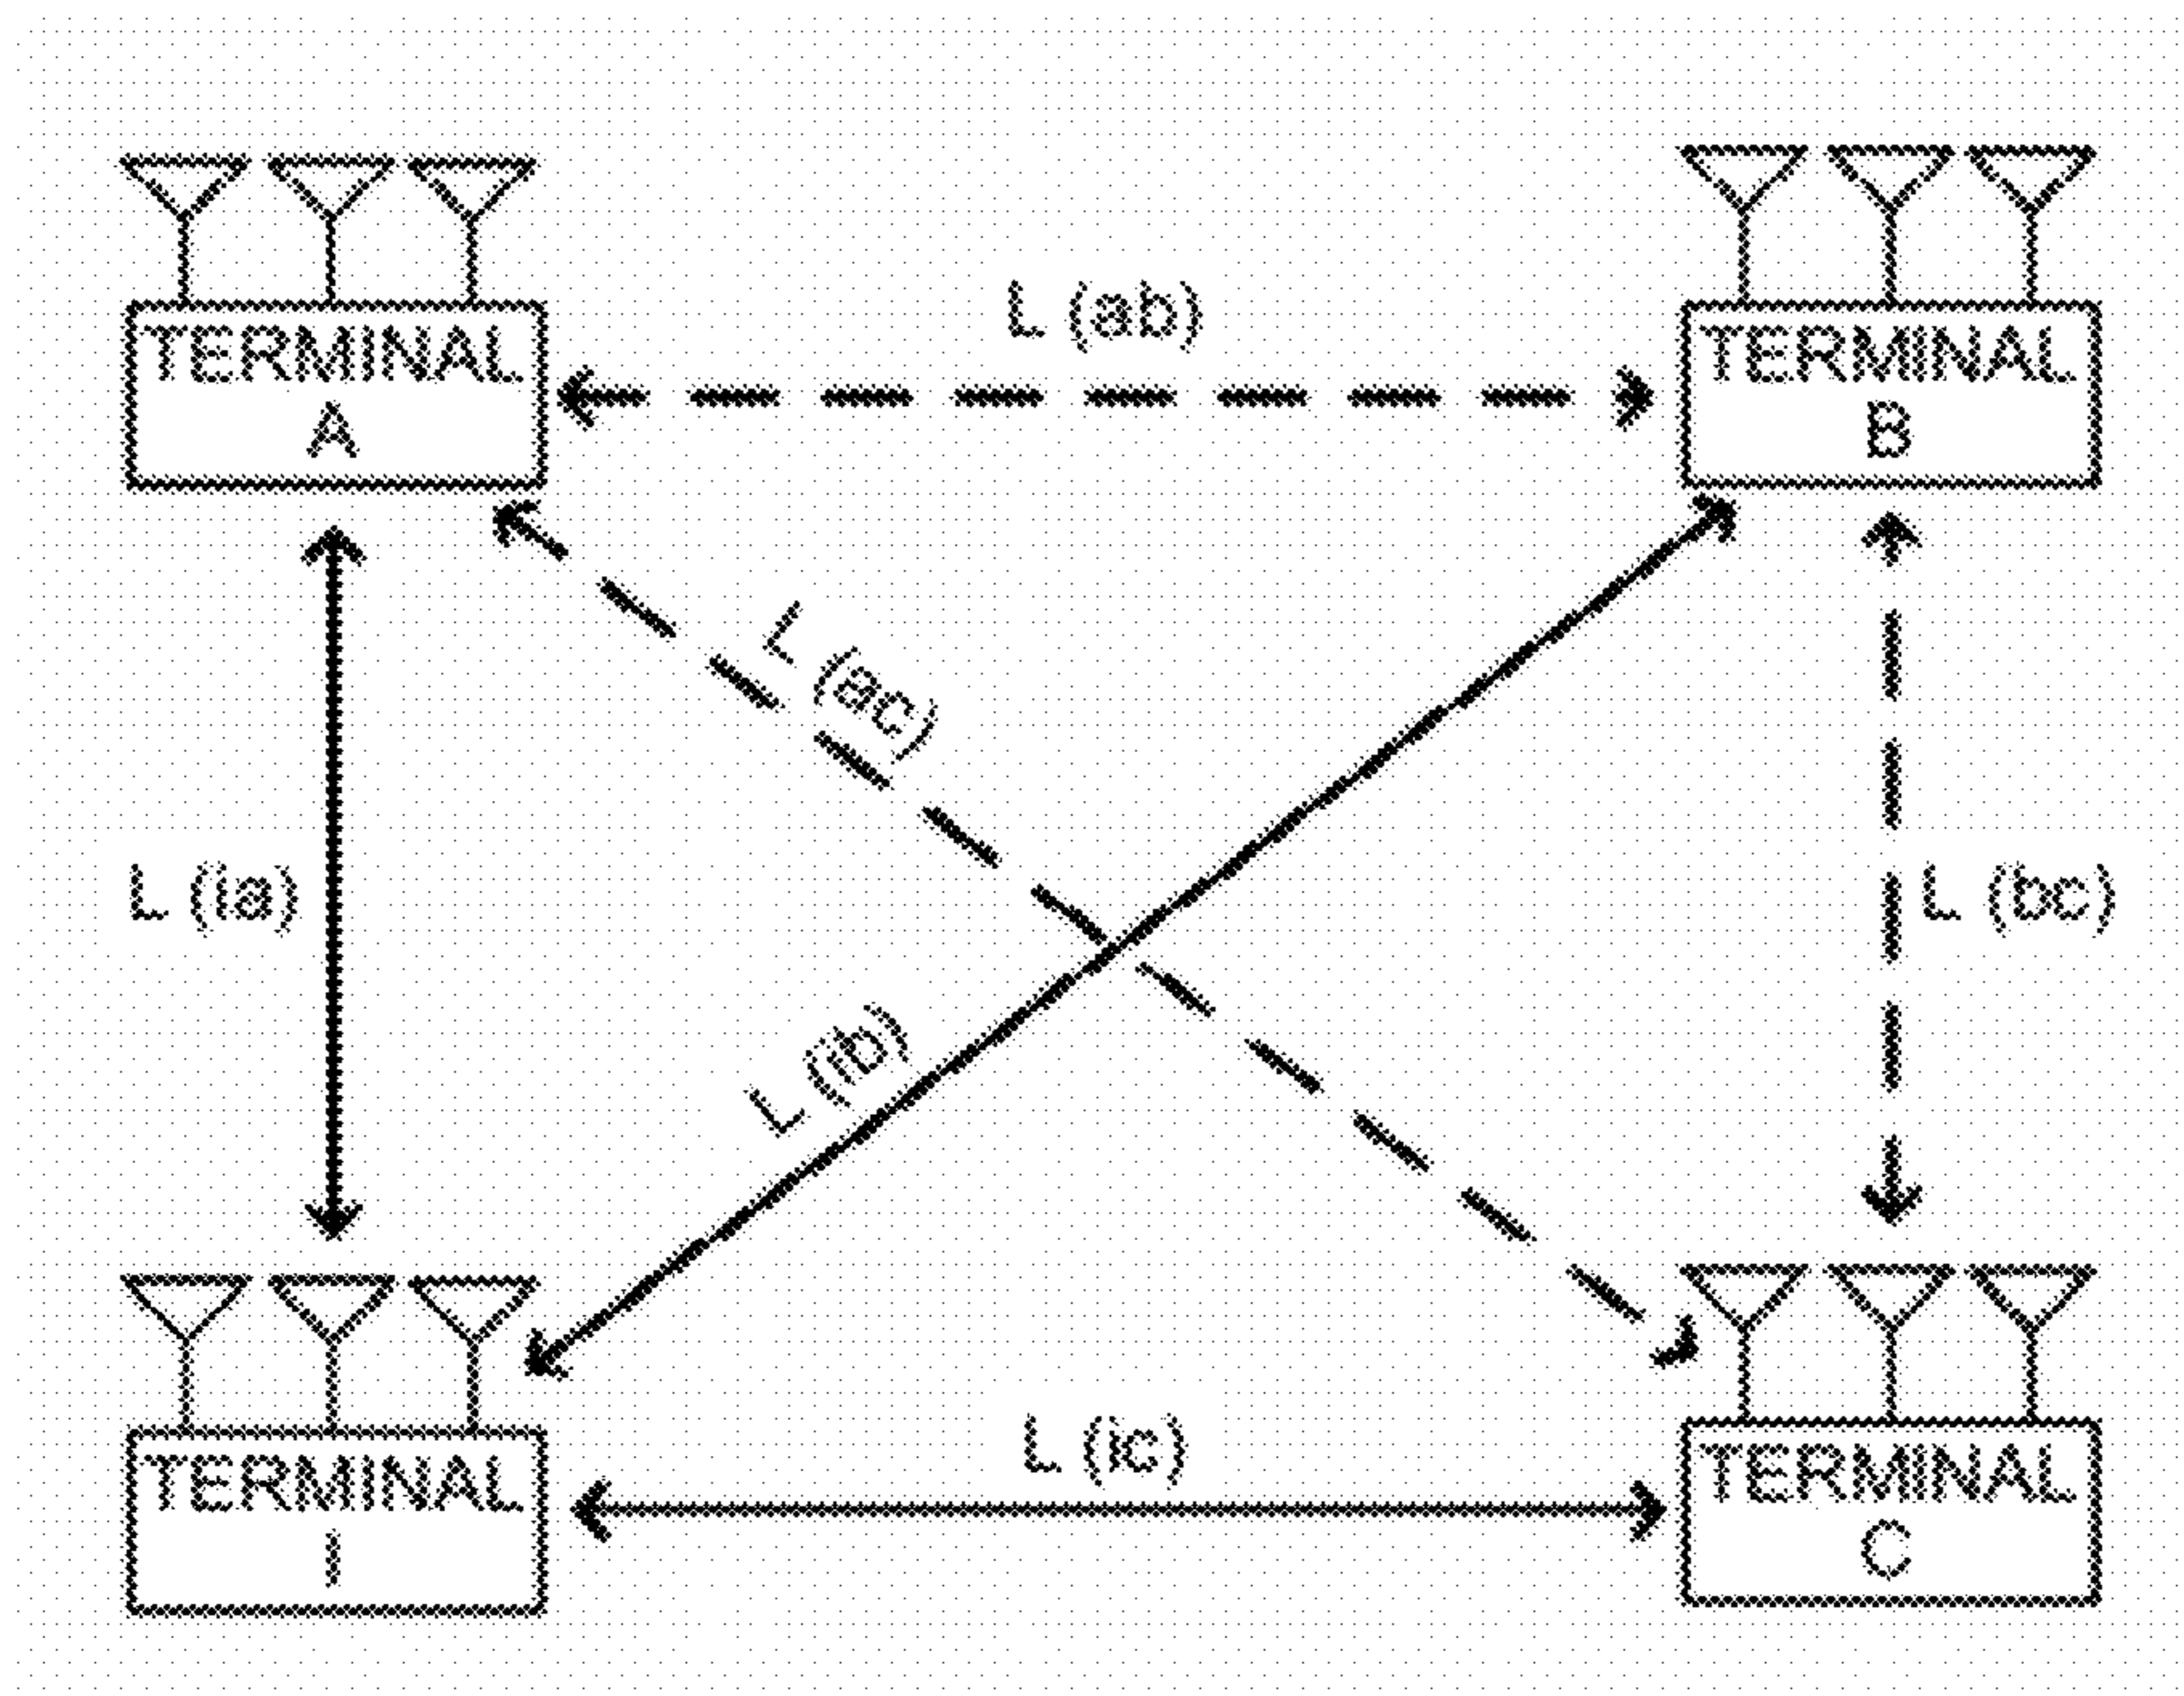 L (ab)
TERMINAL
A
TERMINAL
B
L (ac)
L (ia)
L (bc)
L (ib)
L (ic)
TERMINAL
I
TERMINAL
C